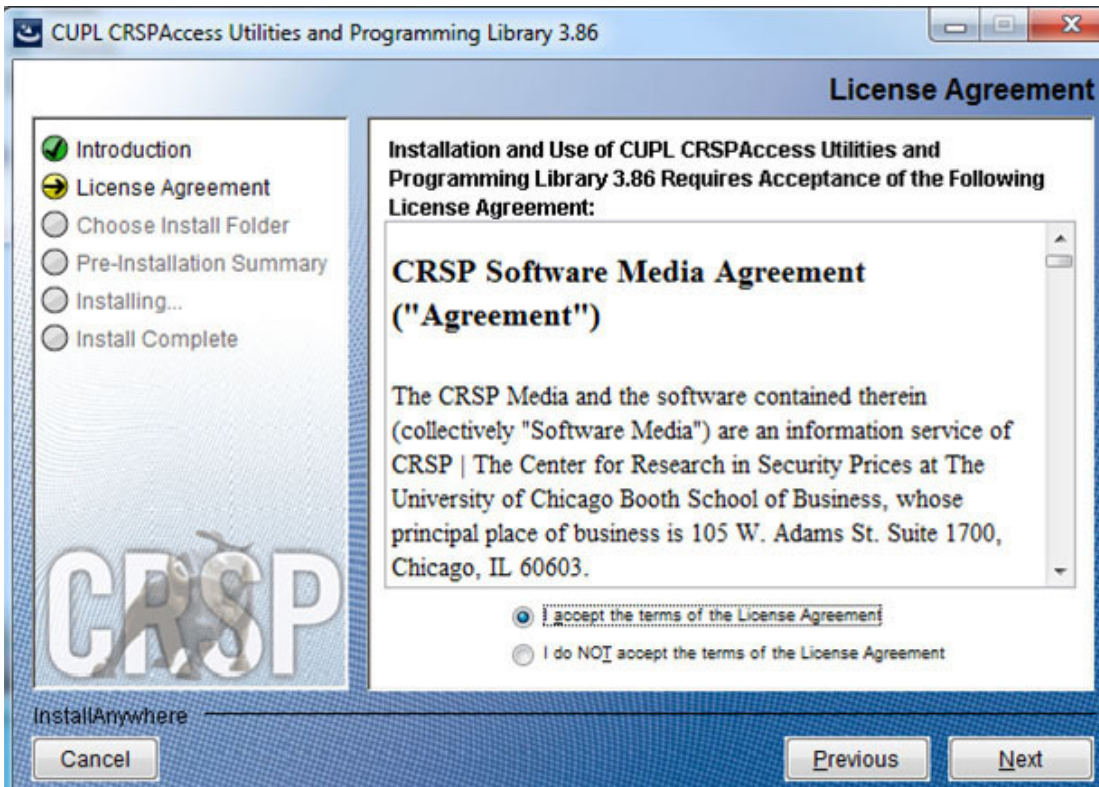 CUPL CRSPAccess Utilities and Programming Library 3.86
License Agreement
Introduction
License Agreement
Choose Install Folder
Pre-Installation Summary
Installing...
Install Complete
CRSP
Installation and Use of CUPL CRSPAccess Utilities and
Programming Library 3.86 Requires Acceptance of the Following
License Agreement:
CRSP Software Media Agreement
("Agreement")
The CRSP Media and the software contained therein
(collectively "Software Media") are an information service of
CRSP | The Center for Research in Security Prices at The
University of Chicago Booth School of Business, whose
principal place of business is 105 W. Adams St. Suite 1700,
Chicago, IL 60603.
I accept the terms of the License Agreement
I do NOT accept the terms of the License Agreement
InstallAnywhere
Cancel
Previous
Next